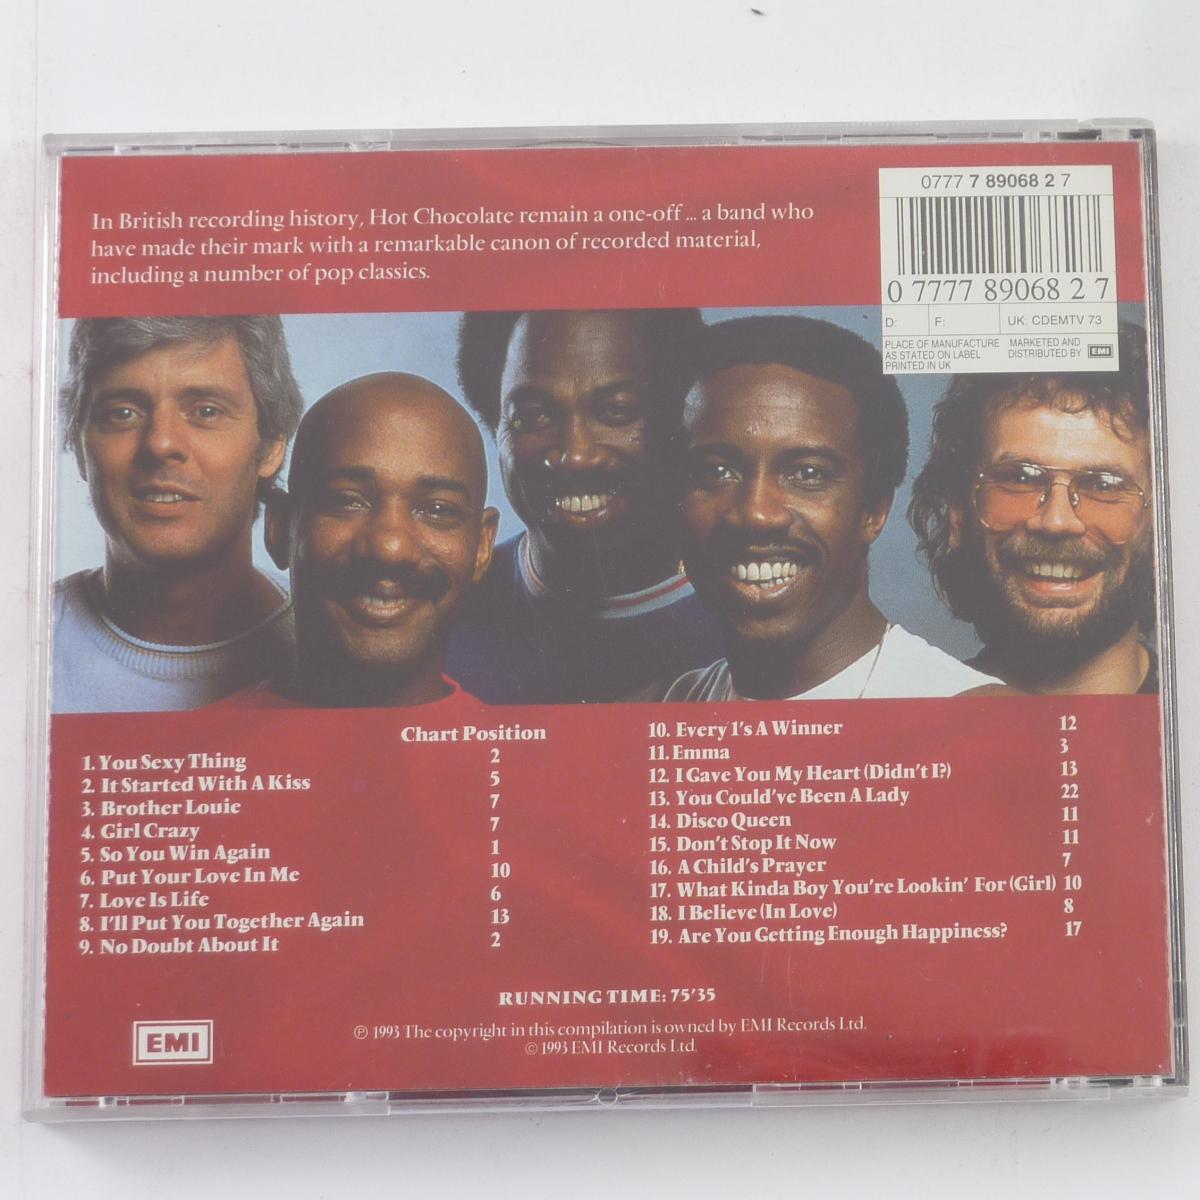 0777 7 89068 2 7
In British recording history, Hot Chocolate remain a one-off ... a band who
have made their mark with a remarkable canon of recorded material,
including a number of pop classics.
0 7777 89068 2 7
D: F: UK: CDEMTV 73
PLACE OF MANUFACTURE
AS STATED ON LABEL
PRINTED IN UK
MARKETED AND
DISTRIBUTED BY EMI
Chart Position
1. You Sexy Thing 2
2. It Started With A Kiss 5
3. Brother Louie 7
4. Girl Crazy 7
5. So You Win Again 1
6. Put Your Love In Me 10
7. Love Is Life 6
8. I'll Put You Together Again 13
9. No Doubt About It 2
10. Every 1's A Winner 12
11. Emma 3
12. I Gave You My Heart (Didn't I?) 13
13. You Could've Been A Lady 22
14. Disco Queen 11
15. Don't Stop It Now 11
16. A Child's Prayer 7
17. What Kinda Boy You're Lookin' For (Girl) 10
18. I Believe (In Love) 8
19. Are You Getting Enough Happiness? 17
RUNNING TIME: 75'35
EMI
℗ 1993 The copyright in this compilation is owned by EMI Records Ltd.
© 1993 EMI Records Ltd.